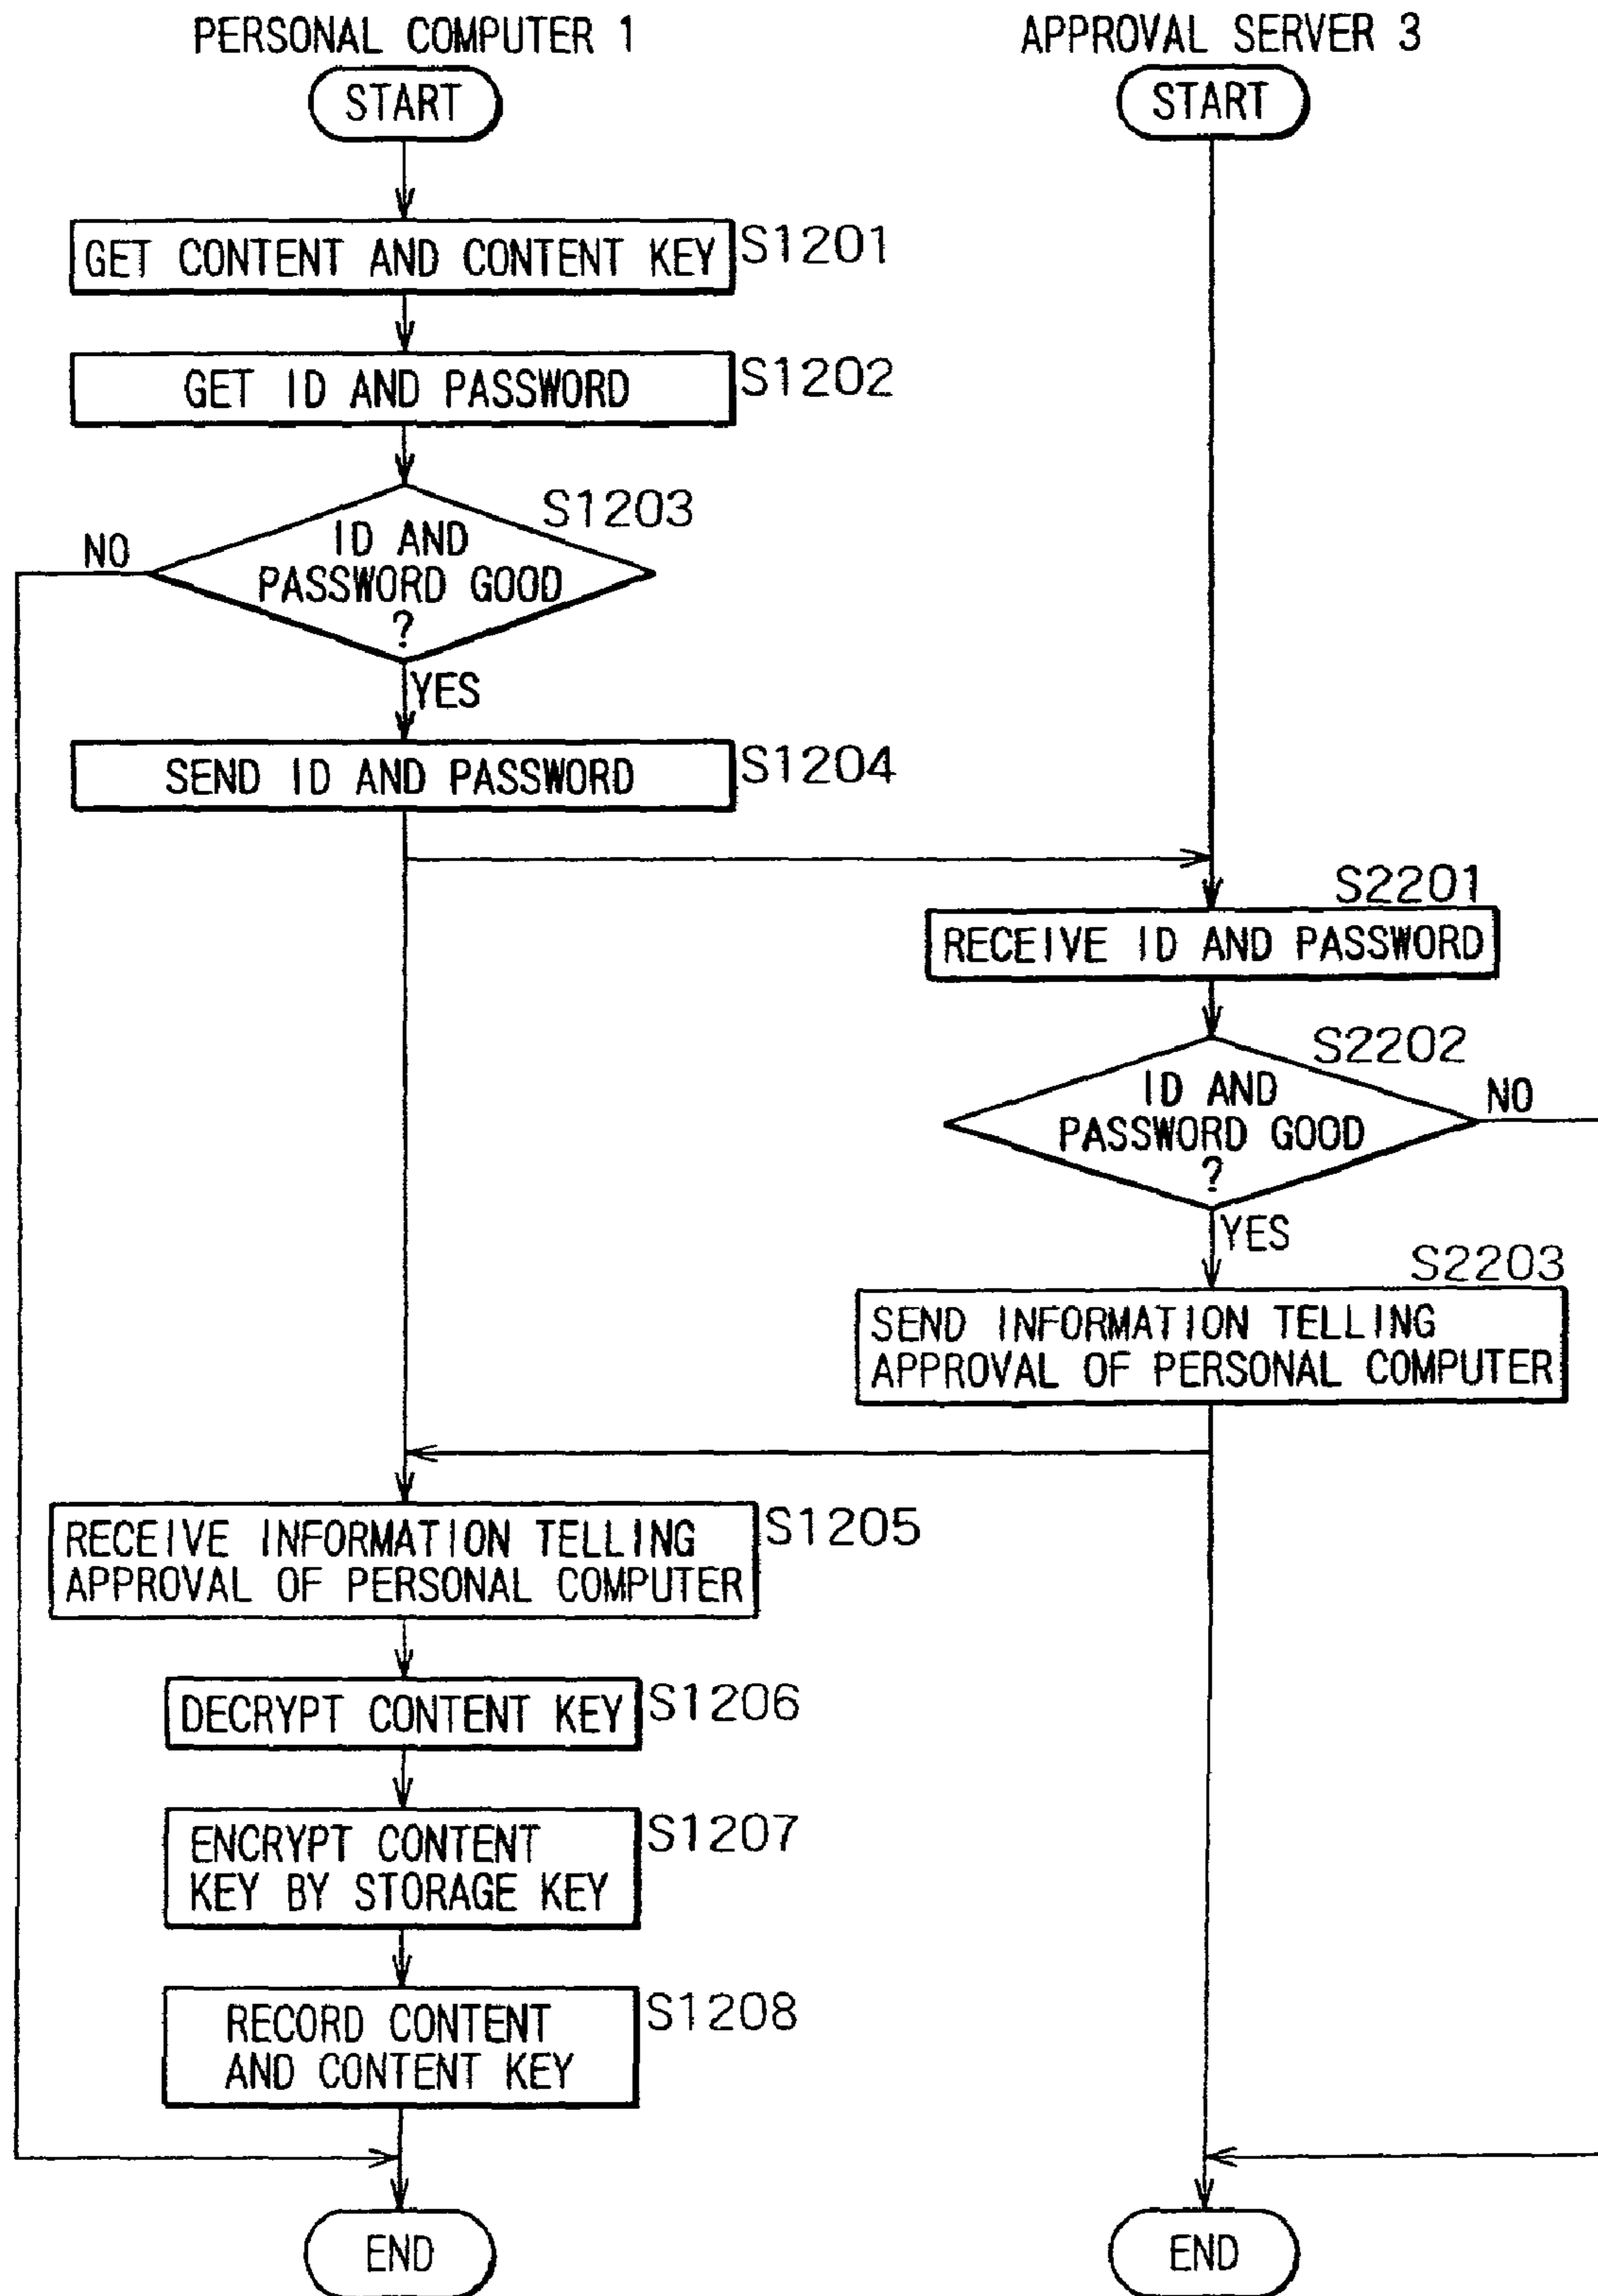 PERSONAL COMPUTER 1
APPROVAL SERVER 3
START
START
GET CONTENT AND CONTENT KEY
S1201
GET ID AND PASSWORD
S1202
S1203
ID AND
PASSWORD GOOD
?
NO
YES
SEND ID AND PASSWORD
S1204
S2201
RECEIVE ID AND PASSWORD
S2202
ID AND
PASSWORD GOOD
?
NO
YES
S2203
SEND INFORMATION TELLING
APPROVAL OF PERSONAL COMPUTER
RECEIVE INFORMATION TELLING
APPROVAL OF PERSONAL COMPUTER
S1205
DECRYPT CONTENT KEY
S1206
ENCRYPT CONTENT
KEY BY STORAGE KEY
S1207
RECORD CONTENT
AND CONTENT KEY
S1208
END
END